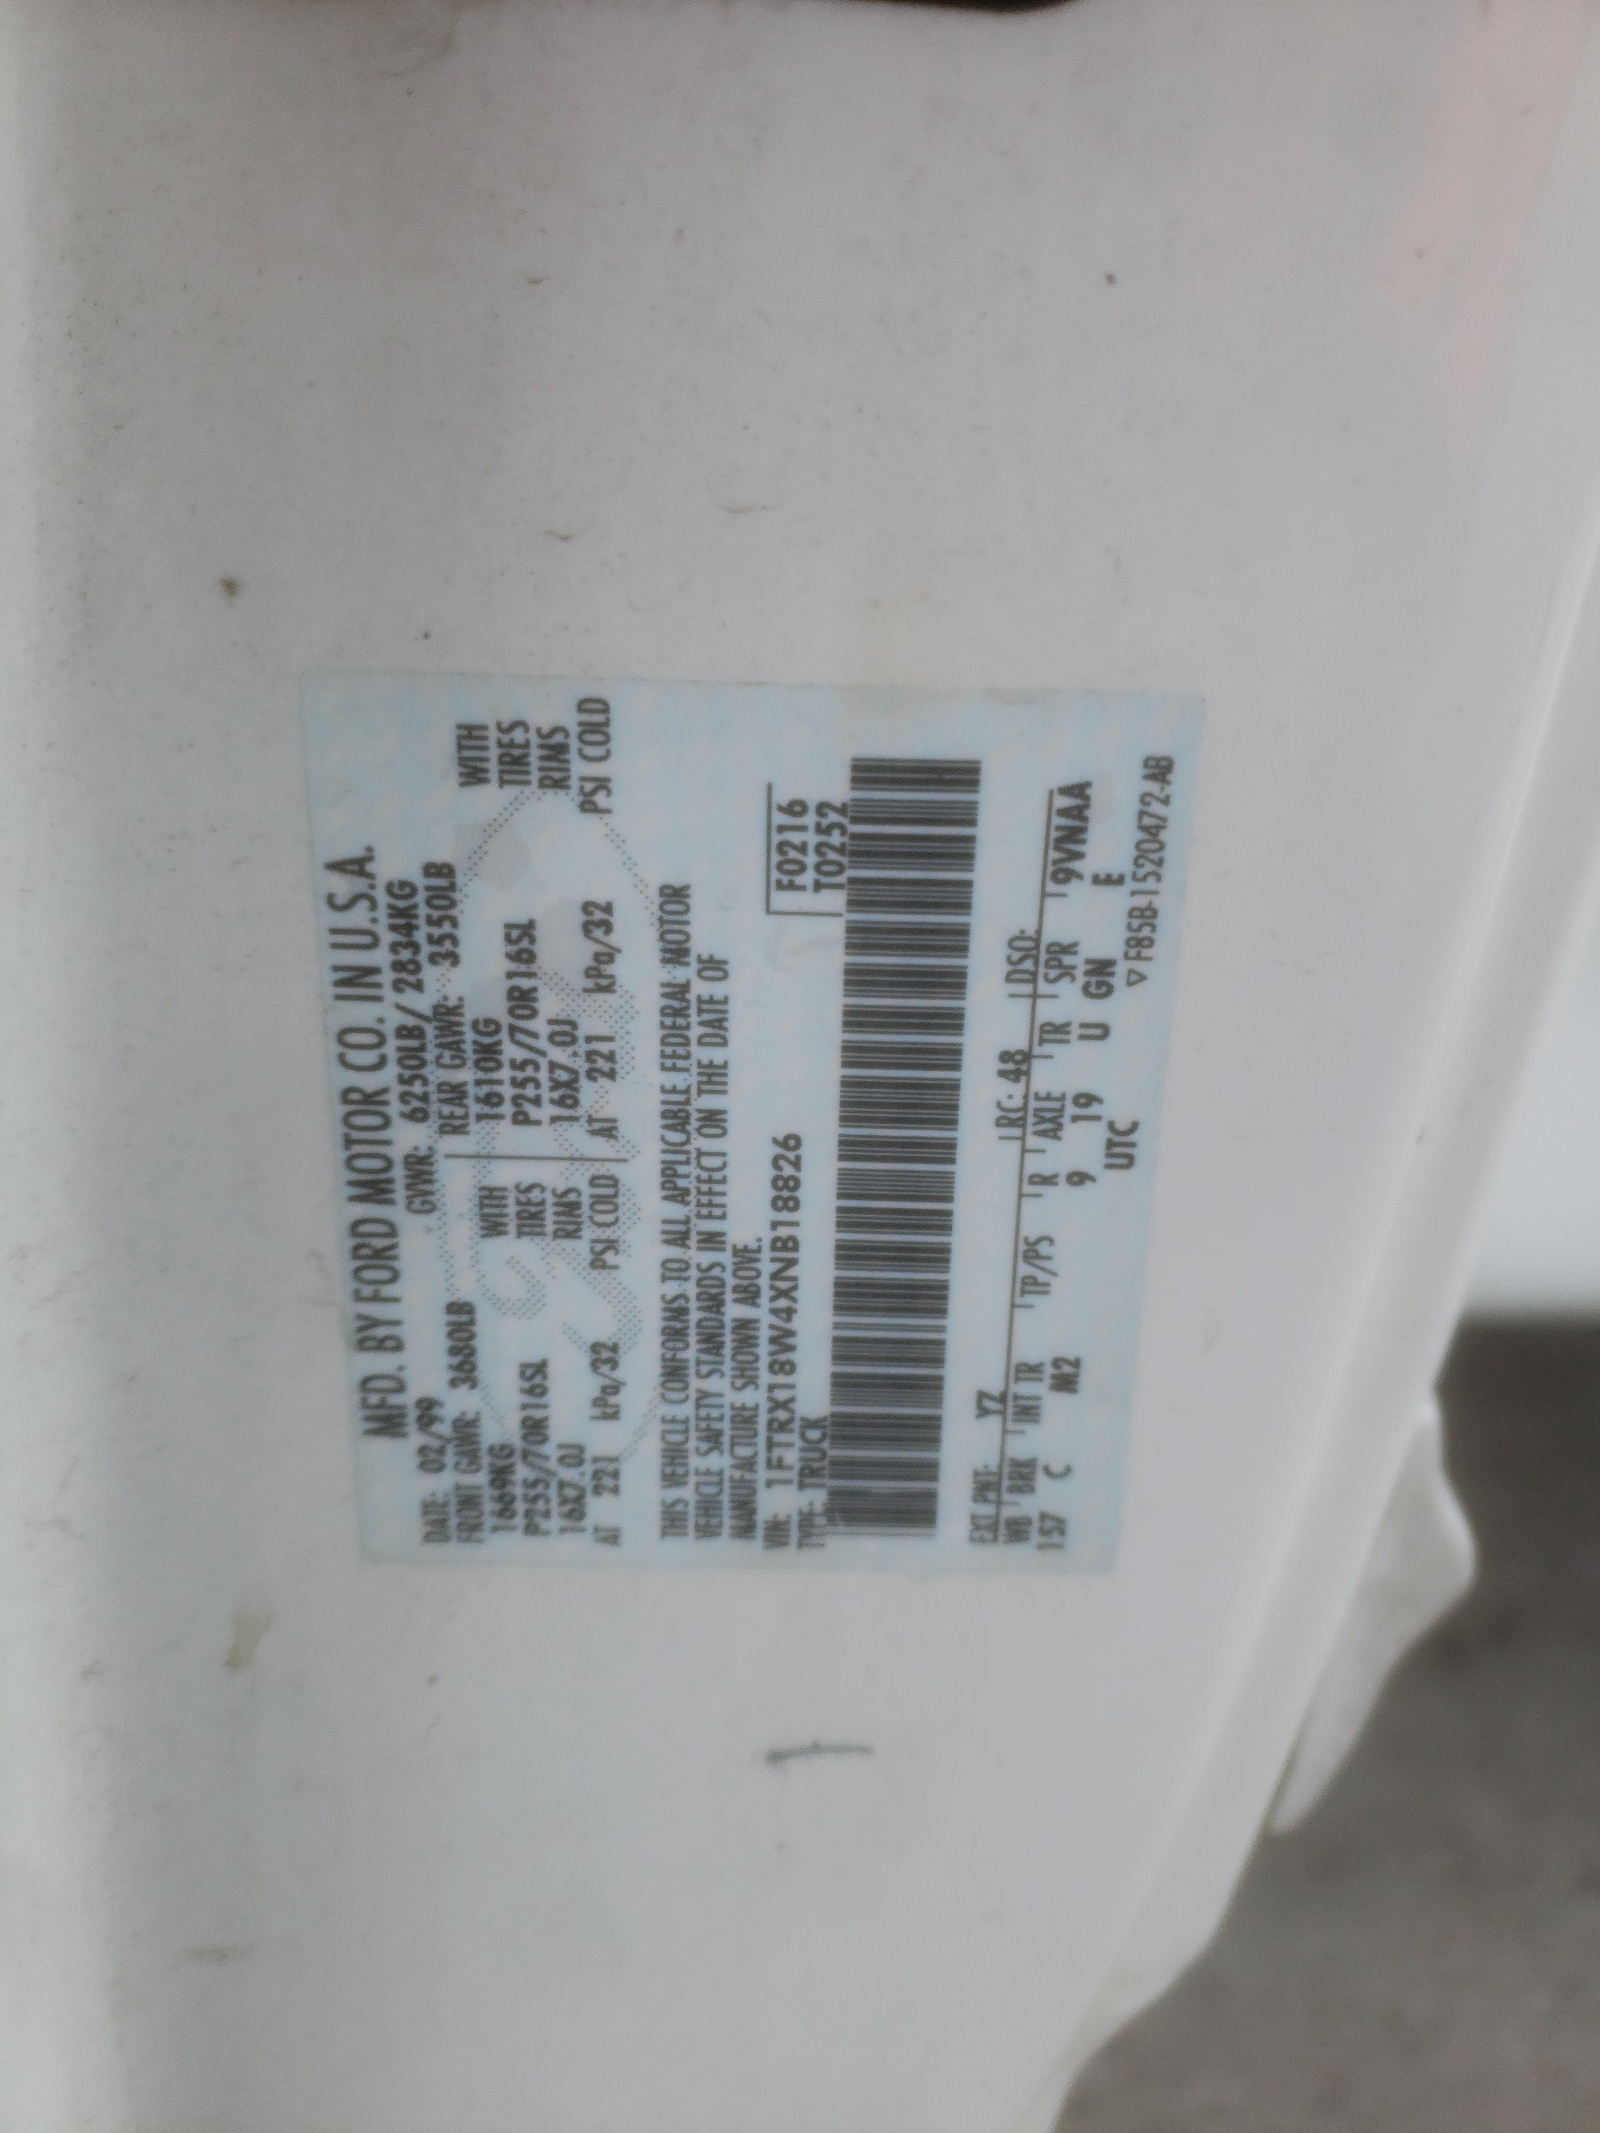 MFD. BY FORD MOTOR CO. IN U.S.A.
DATE: 02/99 GVWR: 6250LB/2834KG
FRONT GAWR: 3680LB REAR GAWR: 3550LB
1669KG WITH 1610KG WITH
P255/70R16SL TIRES P255/70R16SL TIRES
16X7.0J RIMS 16X7.0J RIMS
AT 221 kPa/32 PSI COLD AT 221 kPa/32 PSI COLD
THIS VEHICLE CONFORMS TO ALL APPLICABLE FEDERAL MOTOR
VEHICLE SAFETY STANDARDS IN EFFECT ON THE DATE OF
MANUFACTURE SHOWN ABOVE.
VIN: 1FTRX18W4XNB18826 F0216
TYPE: TRUCK T0252
EXT PNT: YZ RC: 48 DSO:
WB BRK INT TR TP/PS R AXLE TR SPR 9VNAA
157 C M2 9 19 U GN E
UTC
▽ F85B-1520472-AB